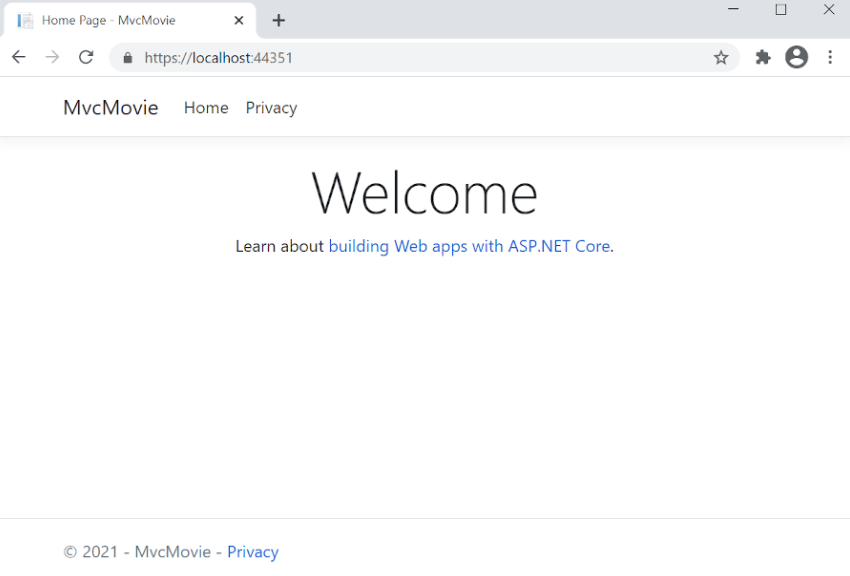 Home Page - MvcMovie
https://localhost:44351
MvcMovie Home Privacy
Welcome
Learn about building Web apps with ASP.NET Core.
© 2021 - MvcMovie - Privacy